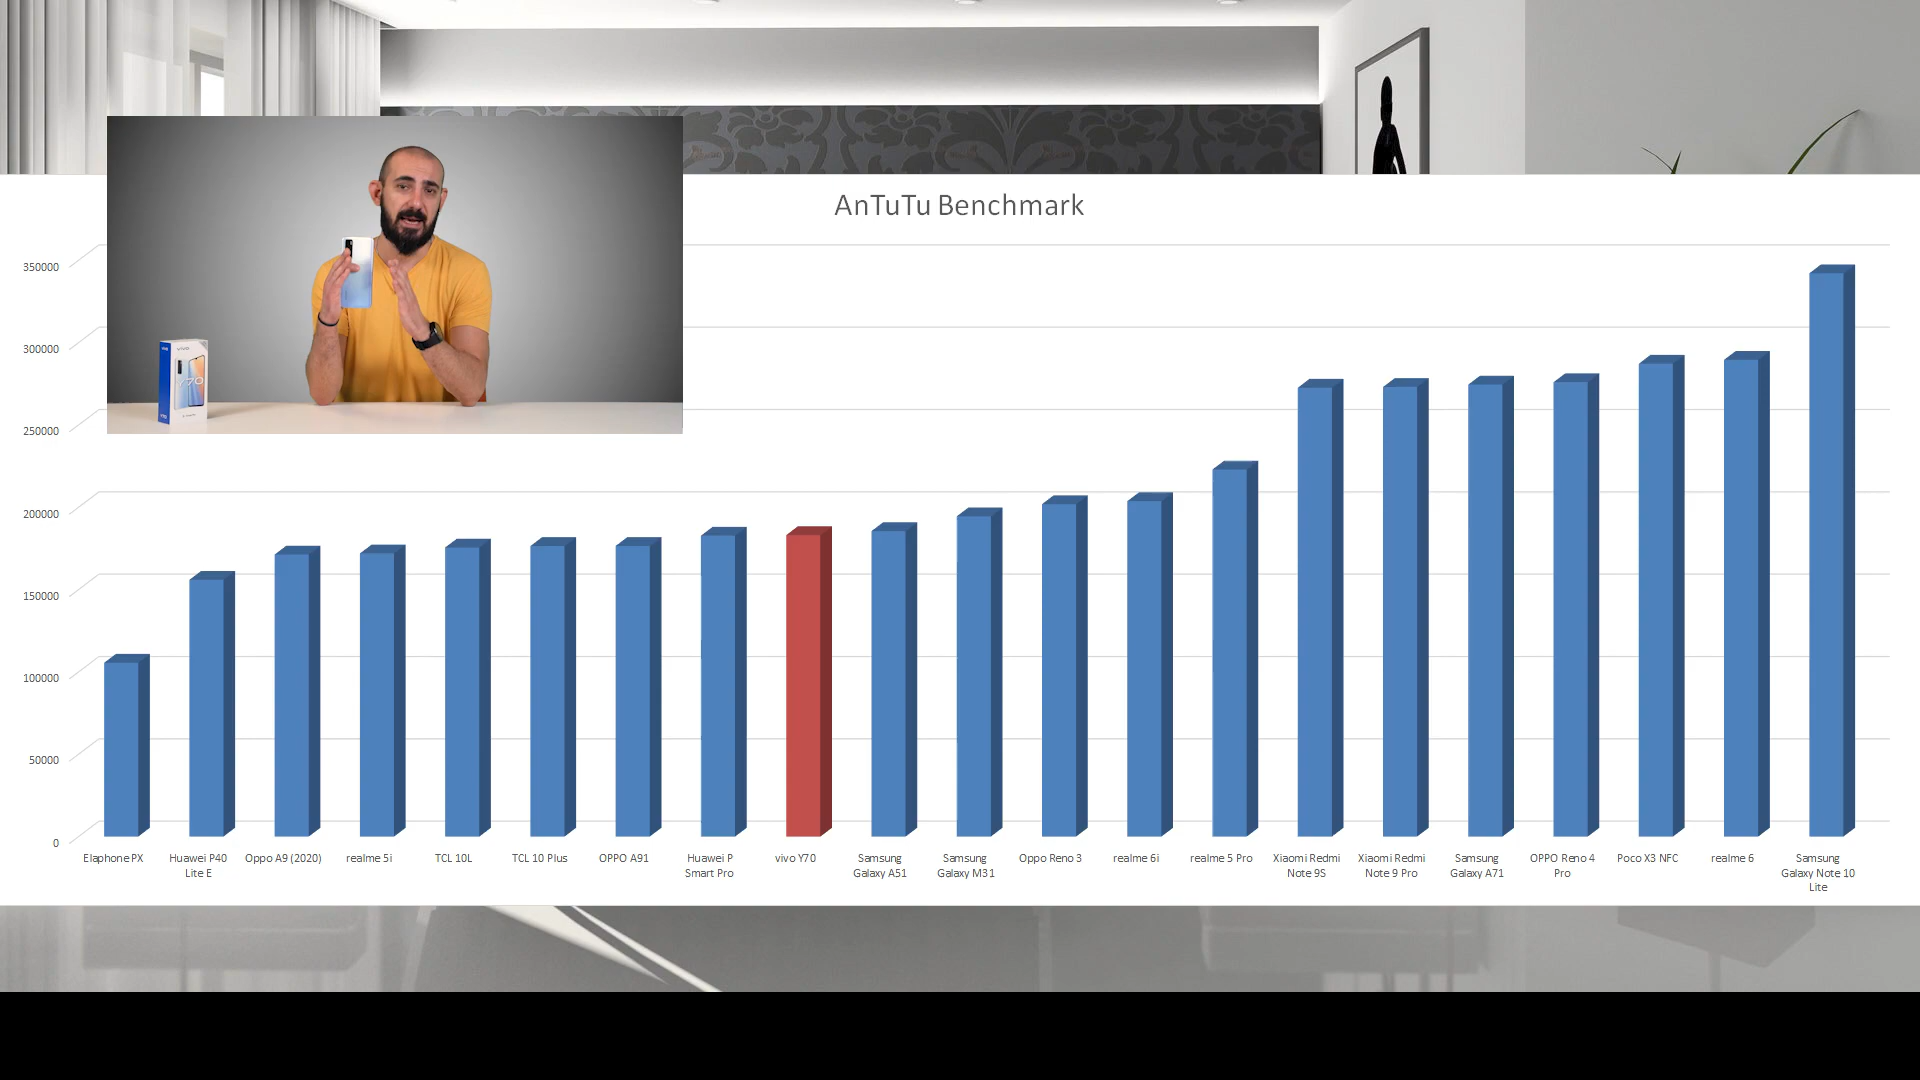 AnTuTu Benchmark
350000
300000
250000
200000
150000
100000
50000
0
Elaphone PX
Huawei P40
Lite E
Oppo A9 (2020)
realme 5i
TCL 10L
TCL 10 Plus
OPPO A91
Huawei P
Smart Pro
vivo Y70
Samsung
Galaxy A51
Samsung
Galaxy M31
Oppo Reno 3
realme 6i
realme 5 Pro
Xiaomi Redmi
Note 9S
Xiaomi Redmi
Note 9 Pro
Samsung
Galaxy A71
OPPO Reno 4
Pro
Poco X3 NFC
realme 6
Samsung
Galaxy Note 10
Lite
vivo
Y70